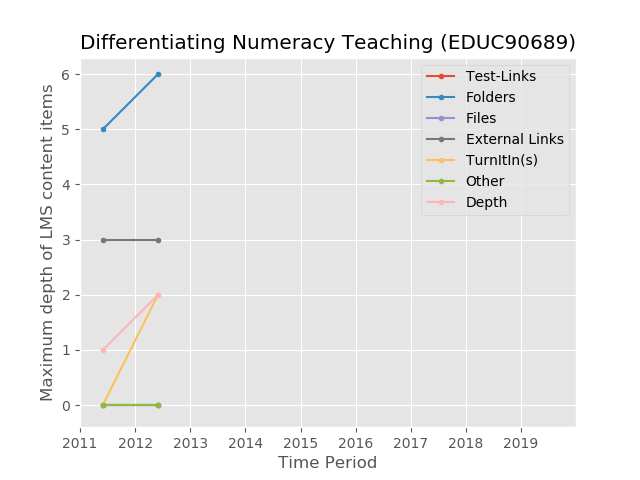 Differentiating Numeracy Teaching (EDUC90689)
Maximum depth of LMS content items
6
5
4
3
2
1
0
Test-Links
Folders
Files
External Links
TurnItIn(s)
Other
Depth
2011 2012 2013 2014 2015 2016 2017 2018 2019
Time Period